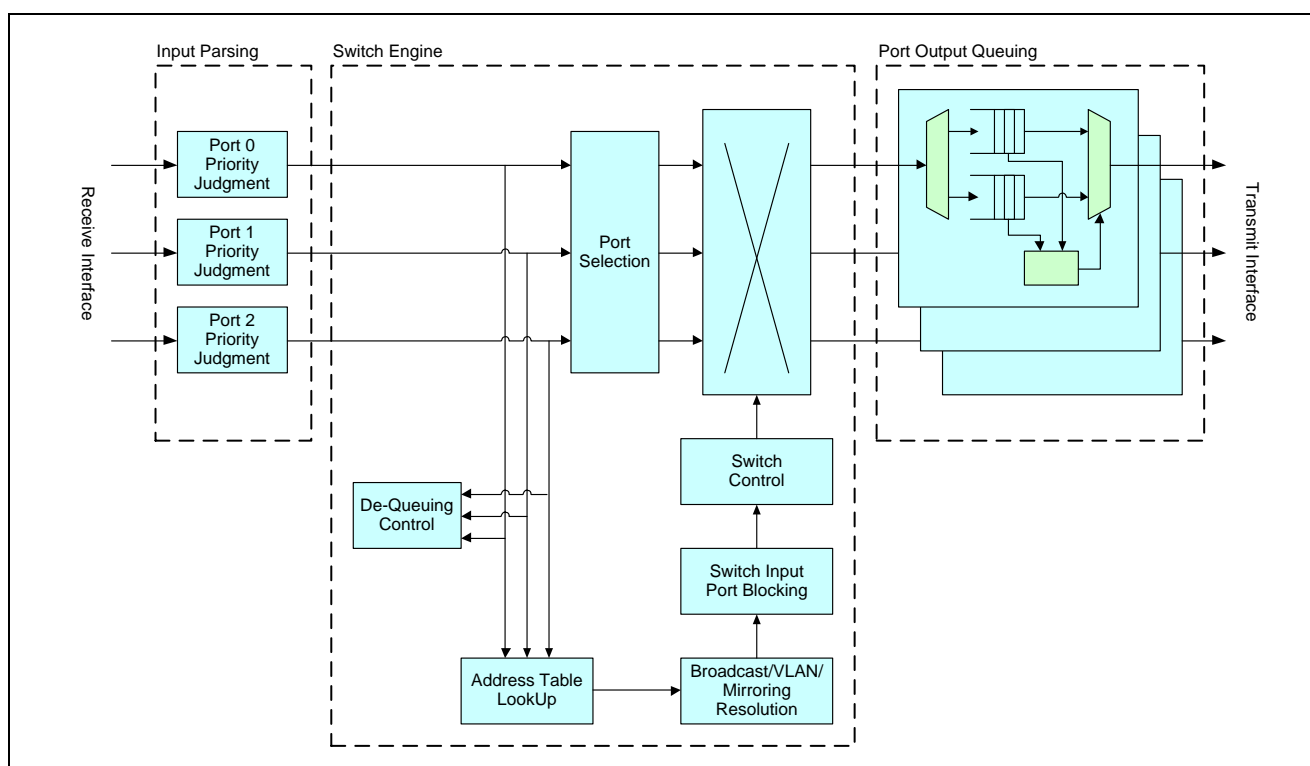 Input Parsing
Switch Engine
Port Output Queuing
Receive Interface
Port 0
Priority
Judgment
Port 1
Priority
Judgment
Port 2
Priority
Judgment
Port
Selection
Transmit Interface
De-Queuing
Control
Switch
Control
Switch Input
Port Blocking
Address Table
LookUp
Broadcast/VLAN/
Mirroring
Resolution